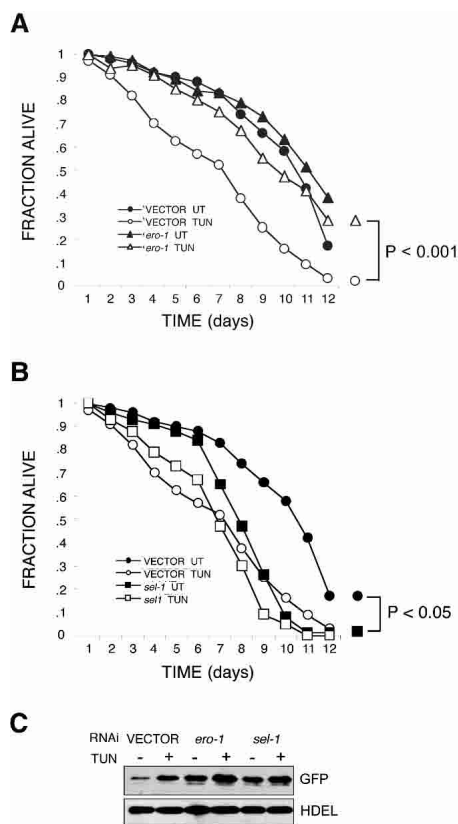 A
FRACTION ALIVE
1
.9
.8
.7
.6
.5
.4
.3
.2
.1
0
VECTOR UT
VECTOR TUN
ero-1 UT
ero-1 TUN
P < 0.001
1 2 3 4 5 6 7 8 9 10 11 12
TIME (days)
B
FRACTION ALIVE
1
.9
.8
.7
.6
.5
.4
.3
.2
.1
0
VECTOR UT
VECTOR TUN
sel-1 UT
sel1 TUN
P < 0.05
1 2 3 4 5 6 7 8 9 10 11 12
TIME (days)
C
RNAi VECTOR ero-1 sel-1
TUN - + - + - +
GFP
HDEL